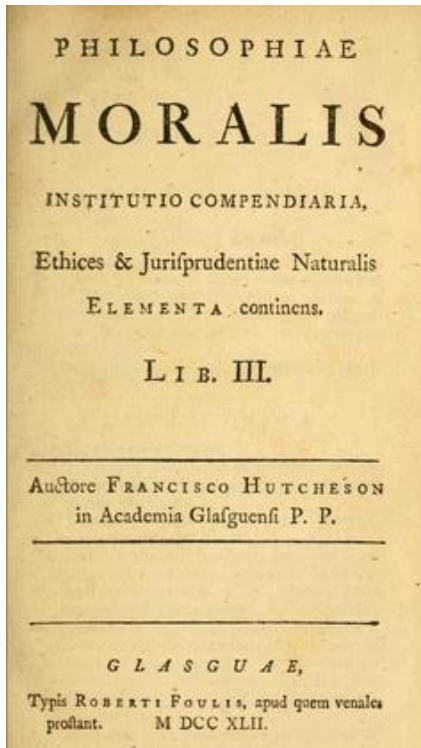 PHILOSOPHIAE
MORALIS
INSTITUTIO COMPENDIARIA,
Ethices & Juriſprudentiae Naturalis
ELEMENTA continens.
LIB. III.
Auctore FRANCISCO HUTCHESON
in Academia Glaſguenſi P. P.
GLASGUAE,
Typis ROBERTI FOULIS, apud quem venales
proſtant. M DCC XLII.